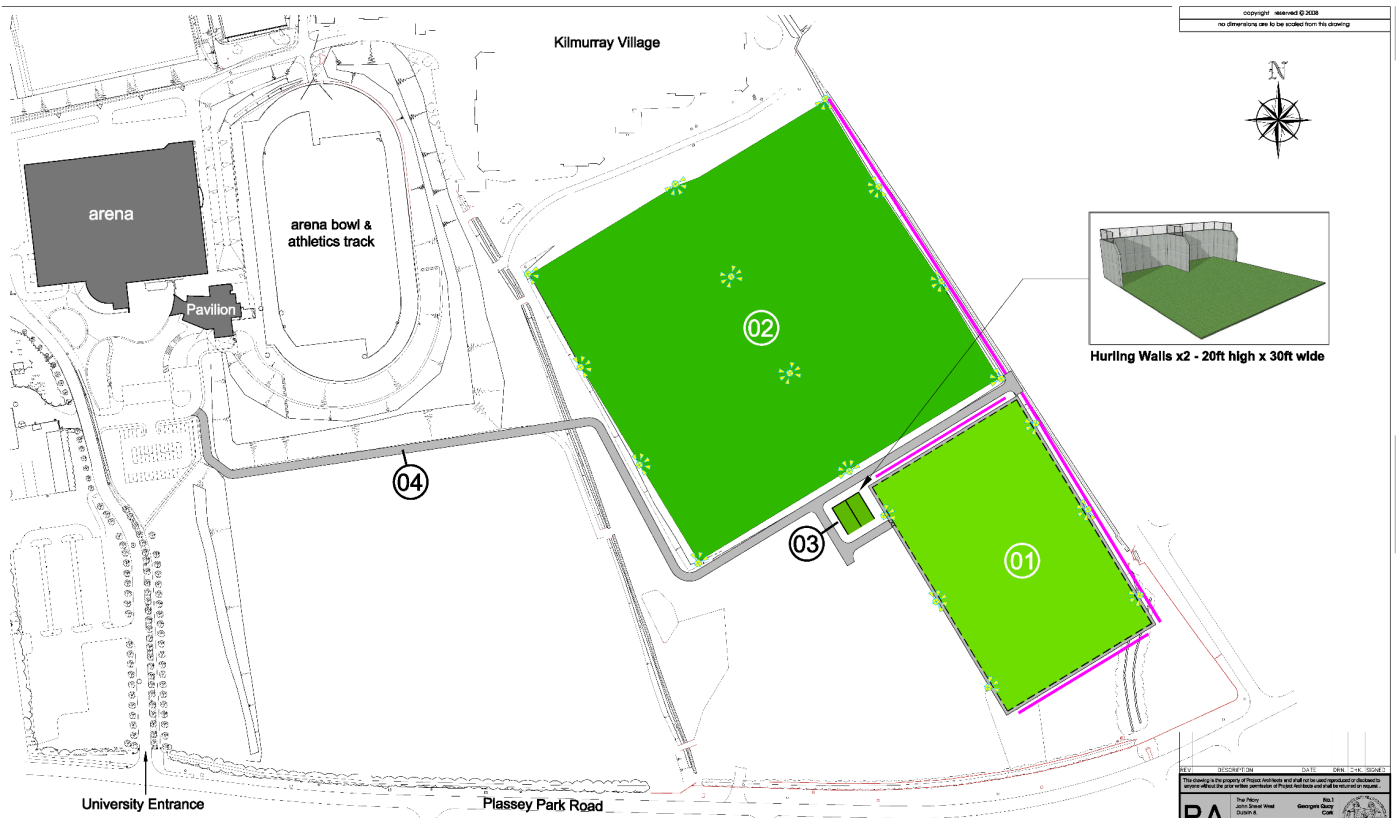 copyright reserved © 2008
no dimensions are to be scaled from this drawing
Kilmurray Village
N
arena
arena bowl &
athletics track
Pavilion
02
Hurling Walls x2 - 20ft high x 30ft wide
04
03
01
University Entrance
Plassey Park Road
REV DESCRIPTION DATE DRN. CHK. SIGNED
This drawing is the property of Project Architects and shall not be used reproduced or disclosed to
anyone without the prior written permission of Project Architects and shall be returned on request.
The Priory
John Street West
Dublin 8.
No.1
George's Quay
Cork